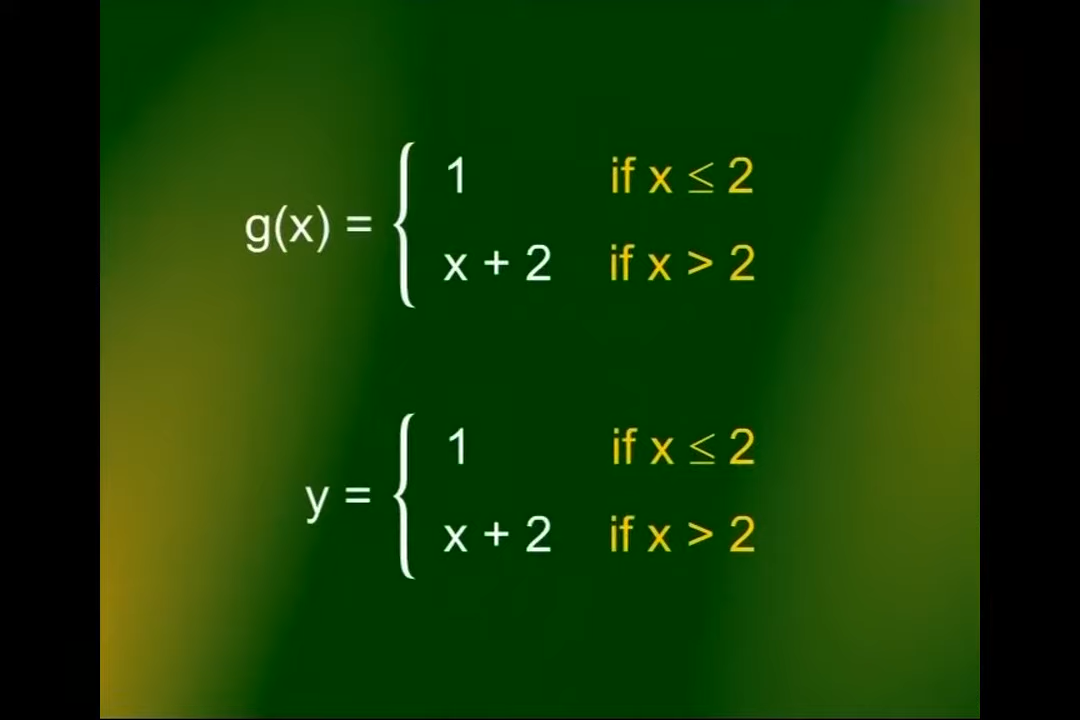 g(x) = { 1 if x ≤ 2
x + 2 if x > 2
y = { 1 if x ≤ 2
x + 2 if x > 2